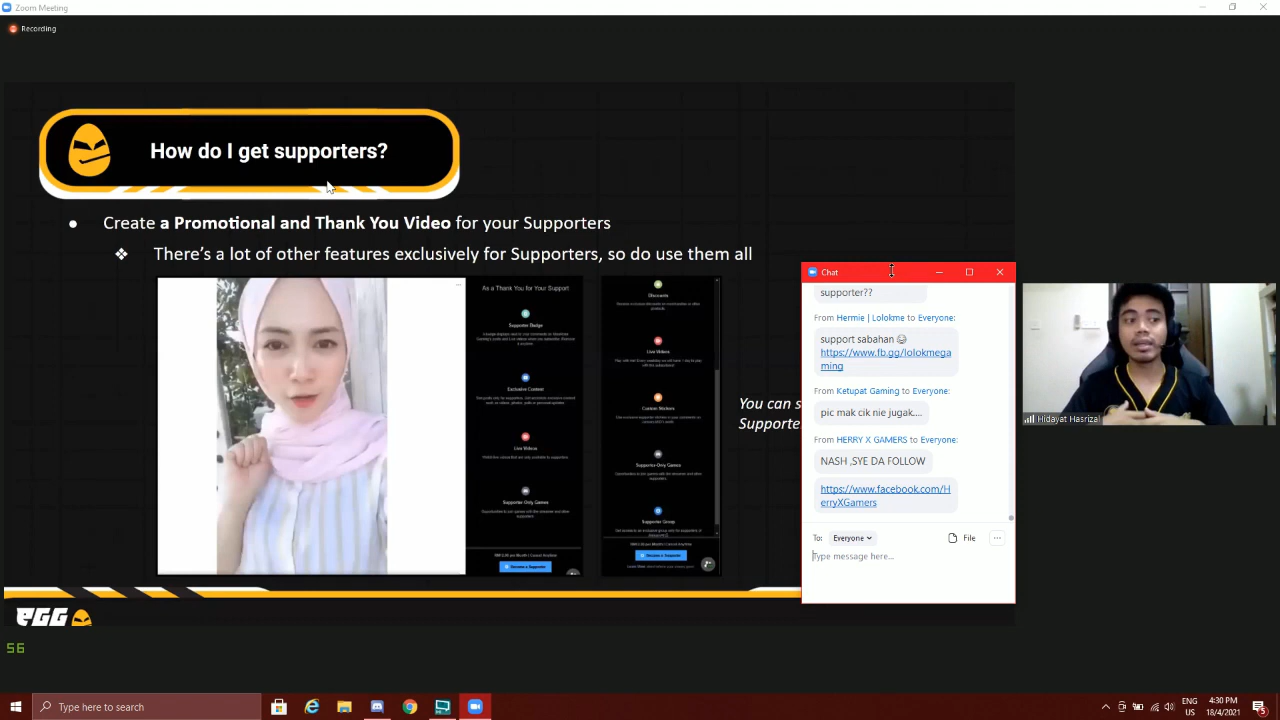 Zoom Meeting
Recording
How do I get supporters?
Create a Promotional and Thank You Video for your Supporters
There's a lot of other features exclusively for Supporters, so do use them all
As a Thank You for Your Support
Supporter Badge
Exclusive Content
Live Videos
Supporter-Only Games
Become a Supporter
Discounts
Live Videos
Custom Stickers
Supporter-Only Games
Supporter Group
Become a Supporter
You can s
Supporte
EGG
56
Chat
supporter??
From Hermie | Lolokme to Everyone:
support sabahan
https://www.fb.gg/lolokmega
ming
From Ketupat Gaming to Everyone:
pic mak cik nie jugak....
From HERRY X GAMERS to Everyone:
NASH ,SYE DA FOLOW
https://www.facebook.com/H
erryXGamers
To: Everyone
File
Type message here...
Hidayat Hasrizal
Type here to search
ENG
US
4:30 PM
18/4/2021
5